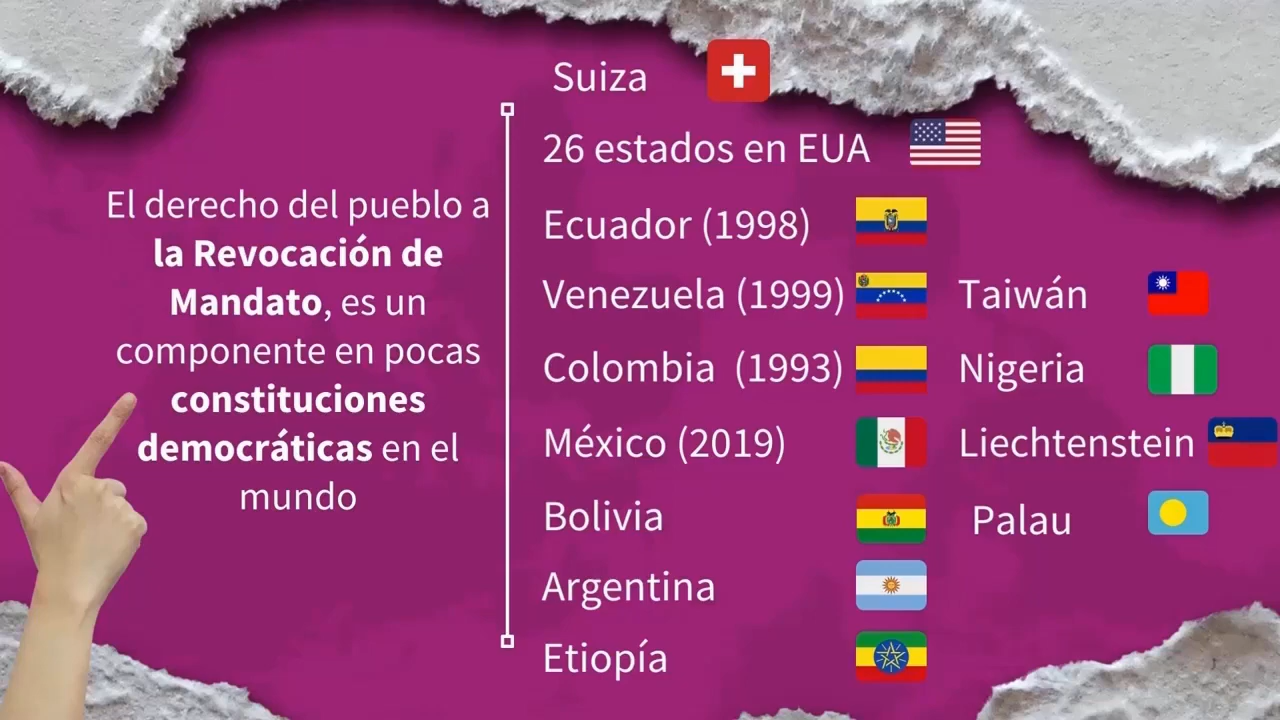 El derecho del pueblo a
la Revocación de
Mandato, es un
componente en pocas
constituciones
democráticas en el
mundo
Suiza
26 estados en EUA
Ecuador (1998)
Venezuela (1999)
Colombia (1993)
México (2019)
Bolivia
Argentina
Etiopía
Taiwán
Nigeria
Liechtenstein
Palau